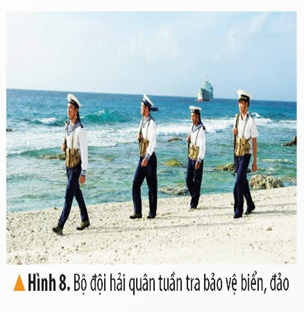 ▲Hình 8. Bộ đội hải quân tuần tra bảo vệ biển, đảo